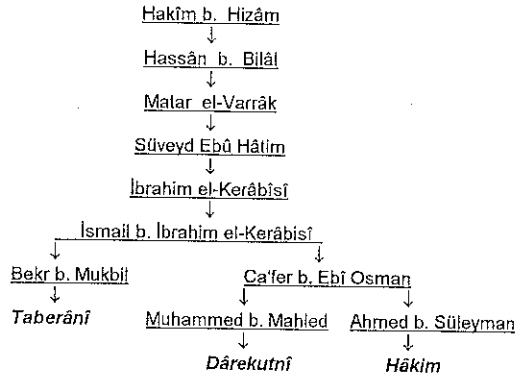 Hakîm b. Hizâm
Hassân b. Bilâl
Matar el-Varrâk
Süveyd Ebû Hâtim
İbrahim el-Kerâbîsî
İsmail b. İbrahim el-Kerâbisî
Bekr b. Mukbil Ca'fer b. Ebî Osman
Taberânî Muhammed b. Mahled Ahmed b. Süleyman
Dârekutnî Hâkim